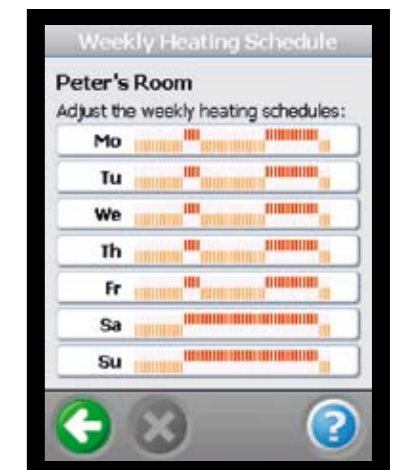 Weekly Heating Schedule
Peter's Room
Adjust the weekly heating schedules:
Mo
Tu
We
Th
Fr
Sa
Su
?